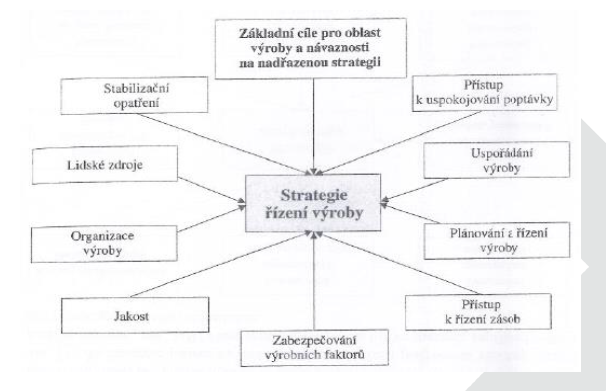 Základní cíle pro oblast
výroby a návaznosti
na nadřazenou strategii
Stabilizační
opatření
Přístup
k uspokojování poptávky
Lidské zdroje
Uspořádání
výroby
Strategie
řízení výroby
Organizace
výroby
Plánování a řízení
výroby
Jakost
Přístup
k řízení zásob
Zabezpečování
výrobních faktorů